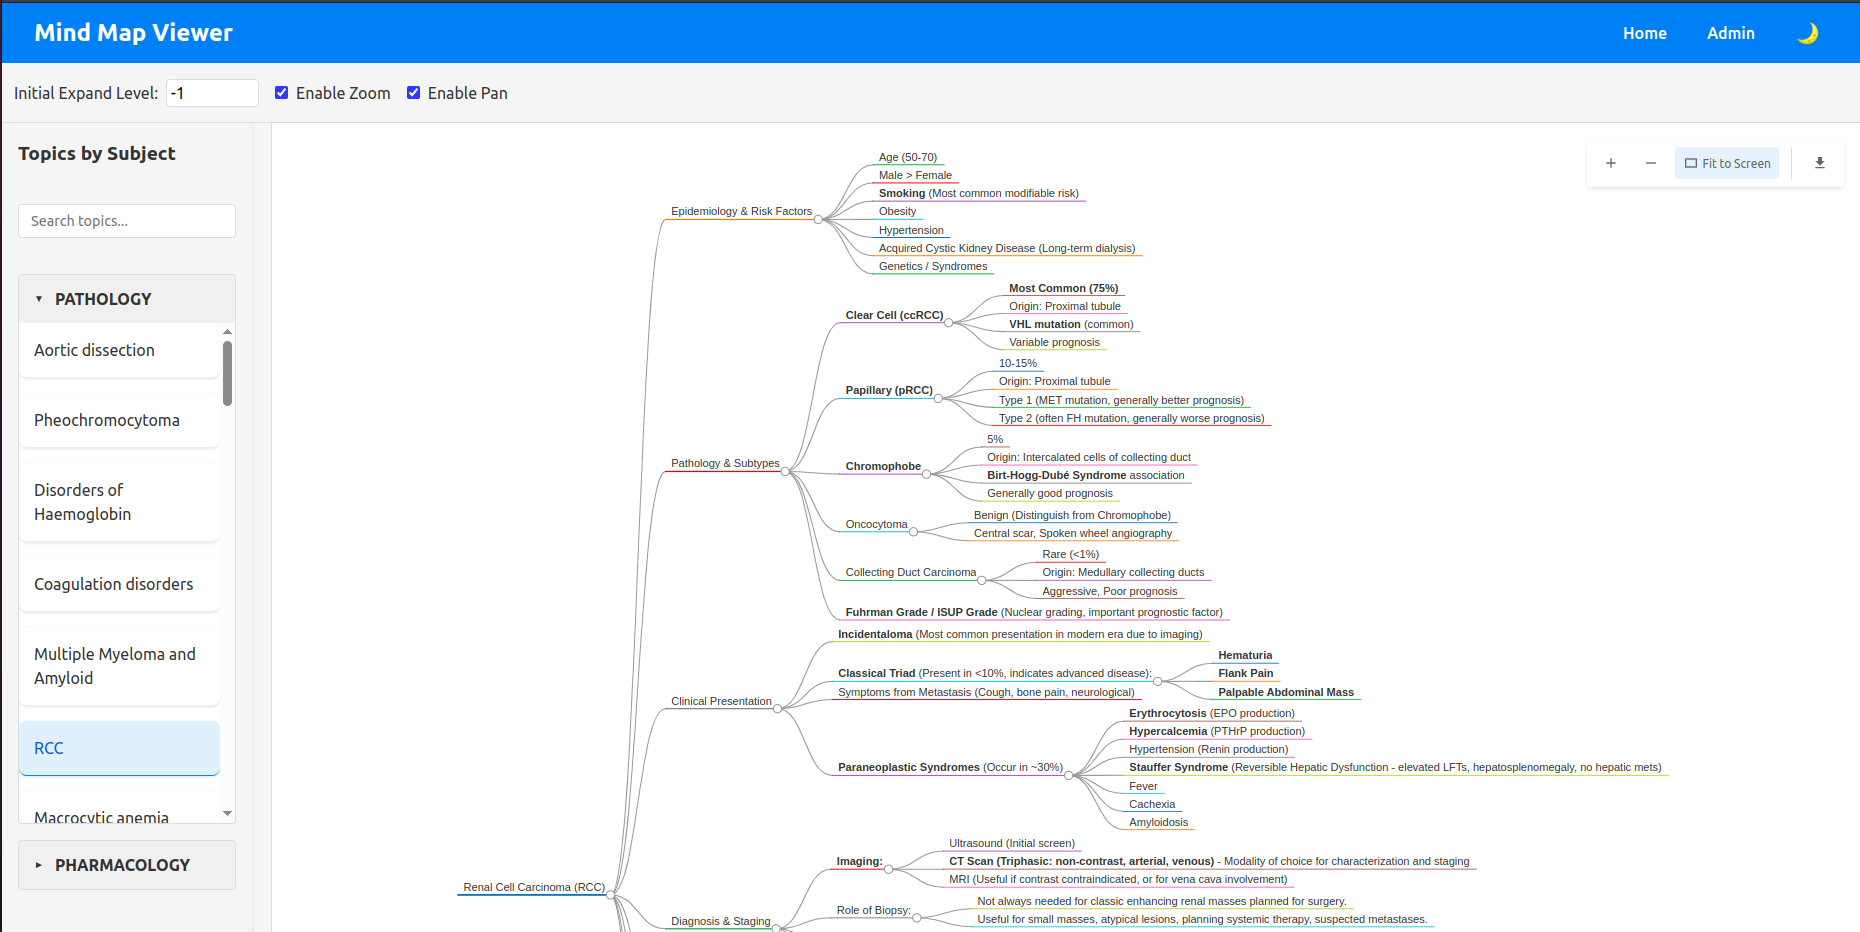 Mind Map Viewer
Home
Admin
Initial Expand Level:
-1
Enable Zoom
Enable Pan
Topics by Subject
Search topics...
PATHOLOGY
Aortic dissection
Pheochromocytoma
Disorders of
Haemoglobin
Coagulation disorders
Multiple Myeloma and
Amyloid
RCC
Macrocytic anemia
PHARMACOLOGY
+
−
Fit to Screen
Renal Cell Carcinoma (RCC)
Epidemiology & Risk Factors
Age (50-70)
Male > Female
Smoking (Most common modifiable risk)
Obesity
Hypertension
Acquired Cystic Kidney Disease (Long-term dialysis)
Genetics / Syndromes
Pathology & Subtypes
Clear Cell (ccRCC)
Most Common (75%)
Origin: Proximal tubule
VHL mutation (common)
Variable prognosis
Papillary (pRCC)
10-15%
Origin: Proximal tubule
Type 1 (MET mutation, generally better prognosis)
Type 2 (often FH mutation, generally worse prognosis)
Chromophobe
5%
Origin: Intercalated cells of collecting duct
Birt-Hogg-Dubé Syndrome association
Generally good prognosis
Oncocytoma
Benign (Distinguish from Chromophobe)
Central scar, Spoken wheel angiography
Collecting Duct Carcinoma
Rare (<1%)
Origin: Medullary collecting ducts
Aggressive, Poor prognosis
Fuhrman Grade / ISUP Grade (Nuclear grading, important prognostic factor)
Clinical Presentation
Incidentaloma (Most common presentation in modern era due to imaging)
Classical Triad (Present in <10%, indicates advanced disease):
Hematuria
Flank Pain
Palpable Abdominal Mass
Symptoms from Metastasis (Cough, bone pain, neurological)
Paraneoplastic Syndromes (Occur in ~30%)
Erythrocytosis (EPO production)
Hypercalcemia (PTHrP production)
Hypertension (Renin production)
Stauffer Syndrome (Reversible Hepatic Dysfunction - elevated LFTs, hepatosplenomegaly, no hepatic mets)
Fever
Cachexia
Amyloidosis
Diagnosis & Staging
Imaging:
Ultrasound (Initial screen)
CT Scan (Triphasic: non-contrast, arterial, venous) - Modality of choice for characterization and staging
MRI (Useful if contrast contraindicated, or for vena cava involvement)
Role of Biopsy:
Not always needed for classic enhancing renal masses planned for surgery.
Useful for small masses, atypical lesions, planning systemic therapy, suspected metastases.